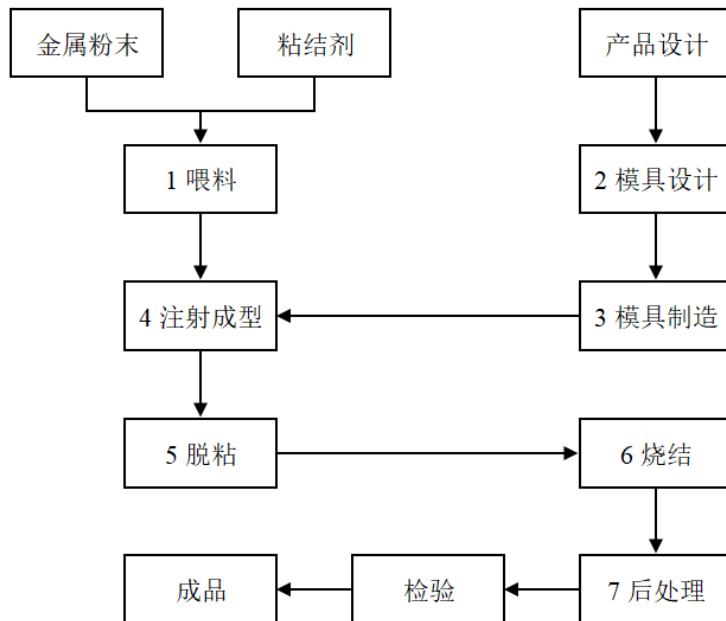 金属粉末
粘结剂
产品设计
1 喂料
2 模具设计
4 注射成型
3 模具制造
5 脱粘
6 烧结
成品
检验
7 后处理